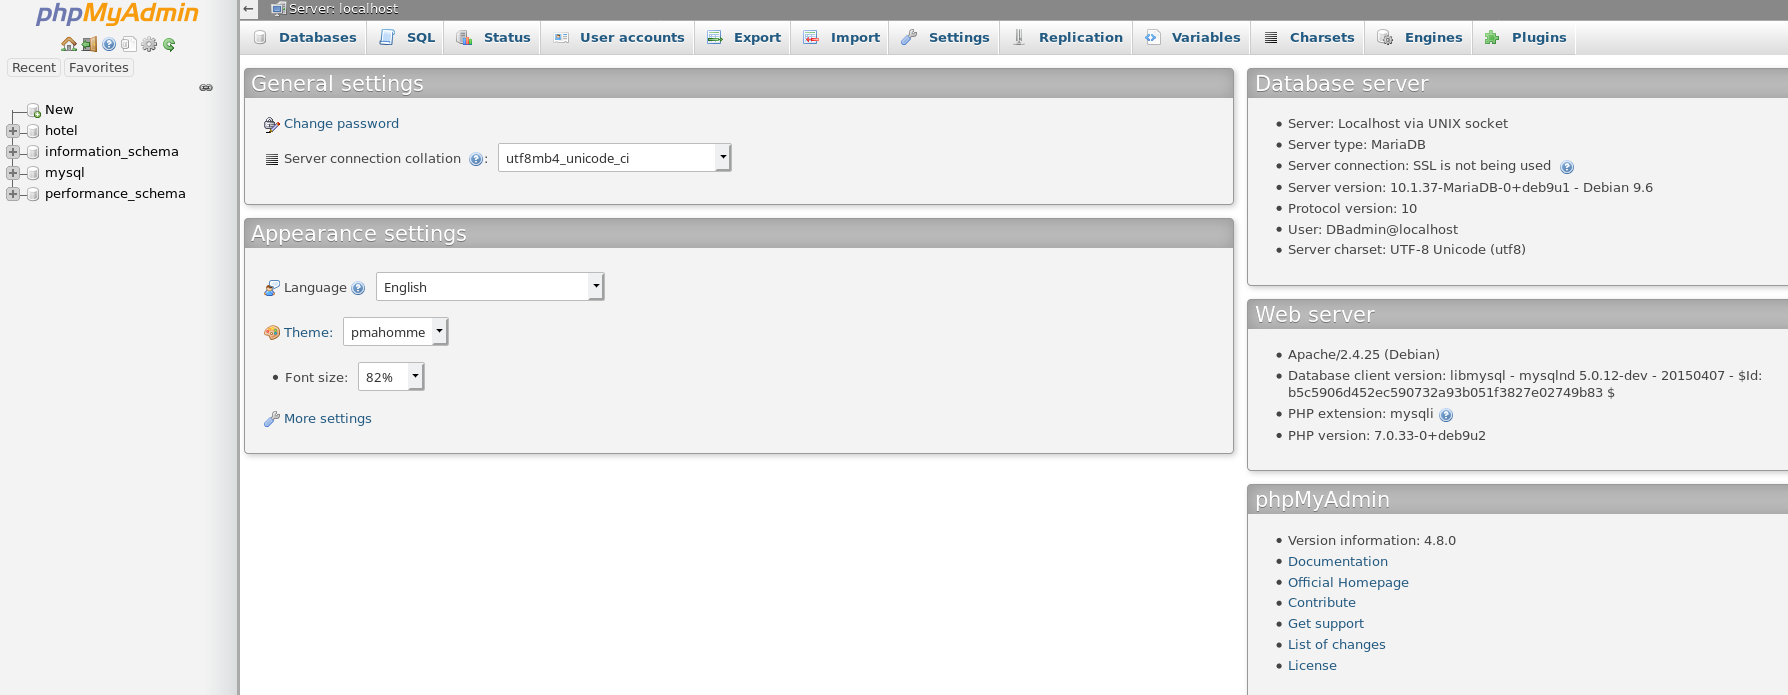 phpMyAdmin
Recent Favorites
New
hotel
information_schema
mysql
performance_schema
Server: localhost
Databases SQL Status User accounts Export Import Settings Replication Variables Charsets Engines Plugins
General settings
Change password
Server connection collation : utf8mb4_unicode_ci
Appearance settings
Language English
Theme: pmahomme
Font size: 82%
More settings
Database server
Server: Localhost via UNIX socket
Server type: MariaDB
Server connection: SSL is not being used
Server version: 10.1.37-MariaDB-0+deb9u1 - Debian 9.6
Protocol version: 10
User: DBadmin@localhost
Server charset: UTF-8 Unicode (utf8)
Web server
Apache/2.4.25 (Debian)
Database client version: libmysql - mysqlnd 5.0.12-dev - 20150407 - $Id:
b5c5906d452ec590732a93b051f3827e02749b83 $
PHP extension: mysqli
PHP version: 7.0.33-0+deb9u2
phpMyAdmin
Version information: 4.8.0
Documentation
Official Homepage
Contribute
Get support
List of changes
License